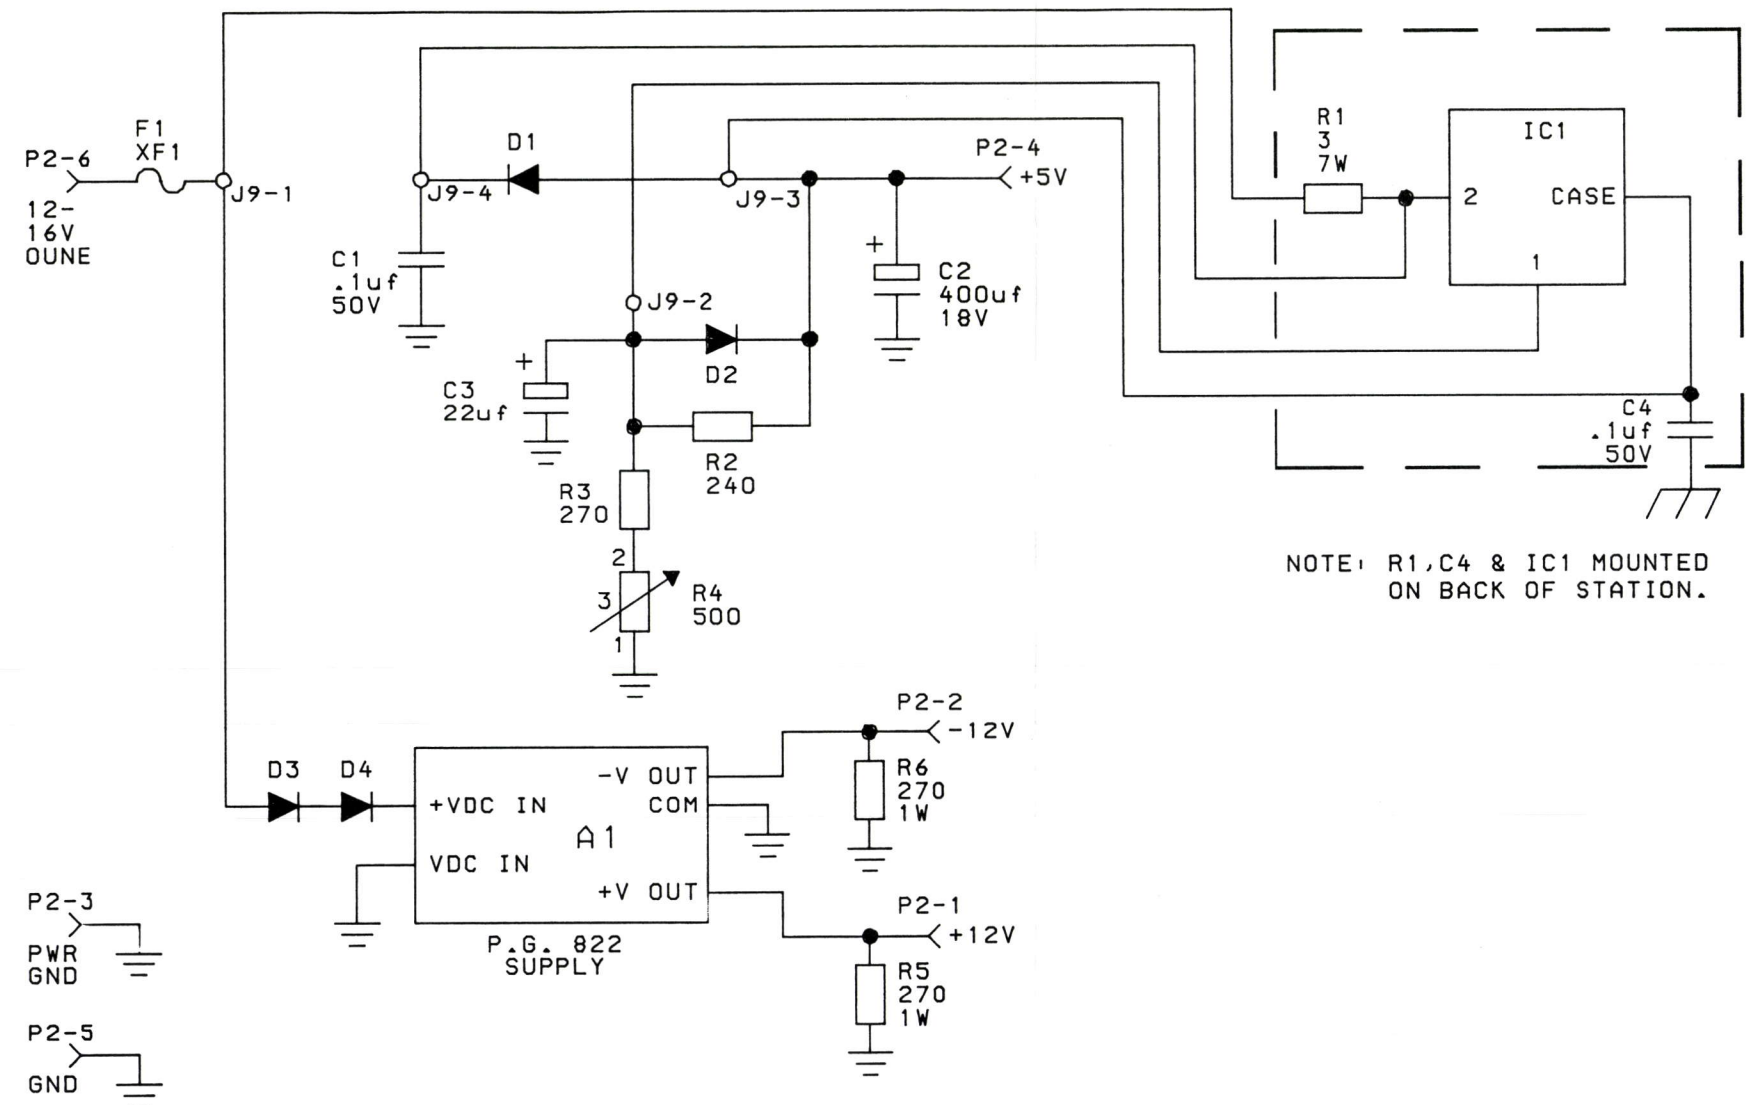 F1
XF1
P2-6
12-
16V
OUNE
J9-1
D1
J9-4
C1
.1uf
50V
J9-3
P2-4
+5V
+
C2
400uf
18V
J9-2
D2
+
C3
22uf
R2
240
R3
270
2
3
1
R4
500
R1
3
7W
IC1
2
CASE
1
C4
.1uf
50V
NOTE: R1,C4 & IC1 MOUNTED
ON BACK OF STATION.
D3
D4
+VDC IN
VDC IN
-V OUT
COM
A1
+V OUT
P.G. 822
SUPPLY
P2-2
-12V
R6
270
1W
P2-1
+12V
R5
270
1W
P2-3
PWR
GND
P2-5
GND